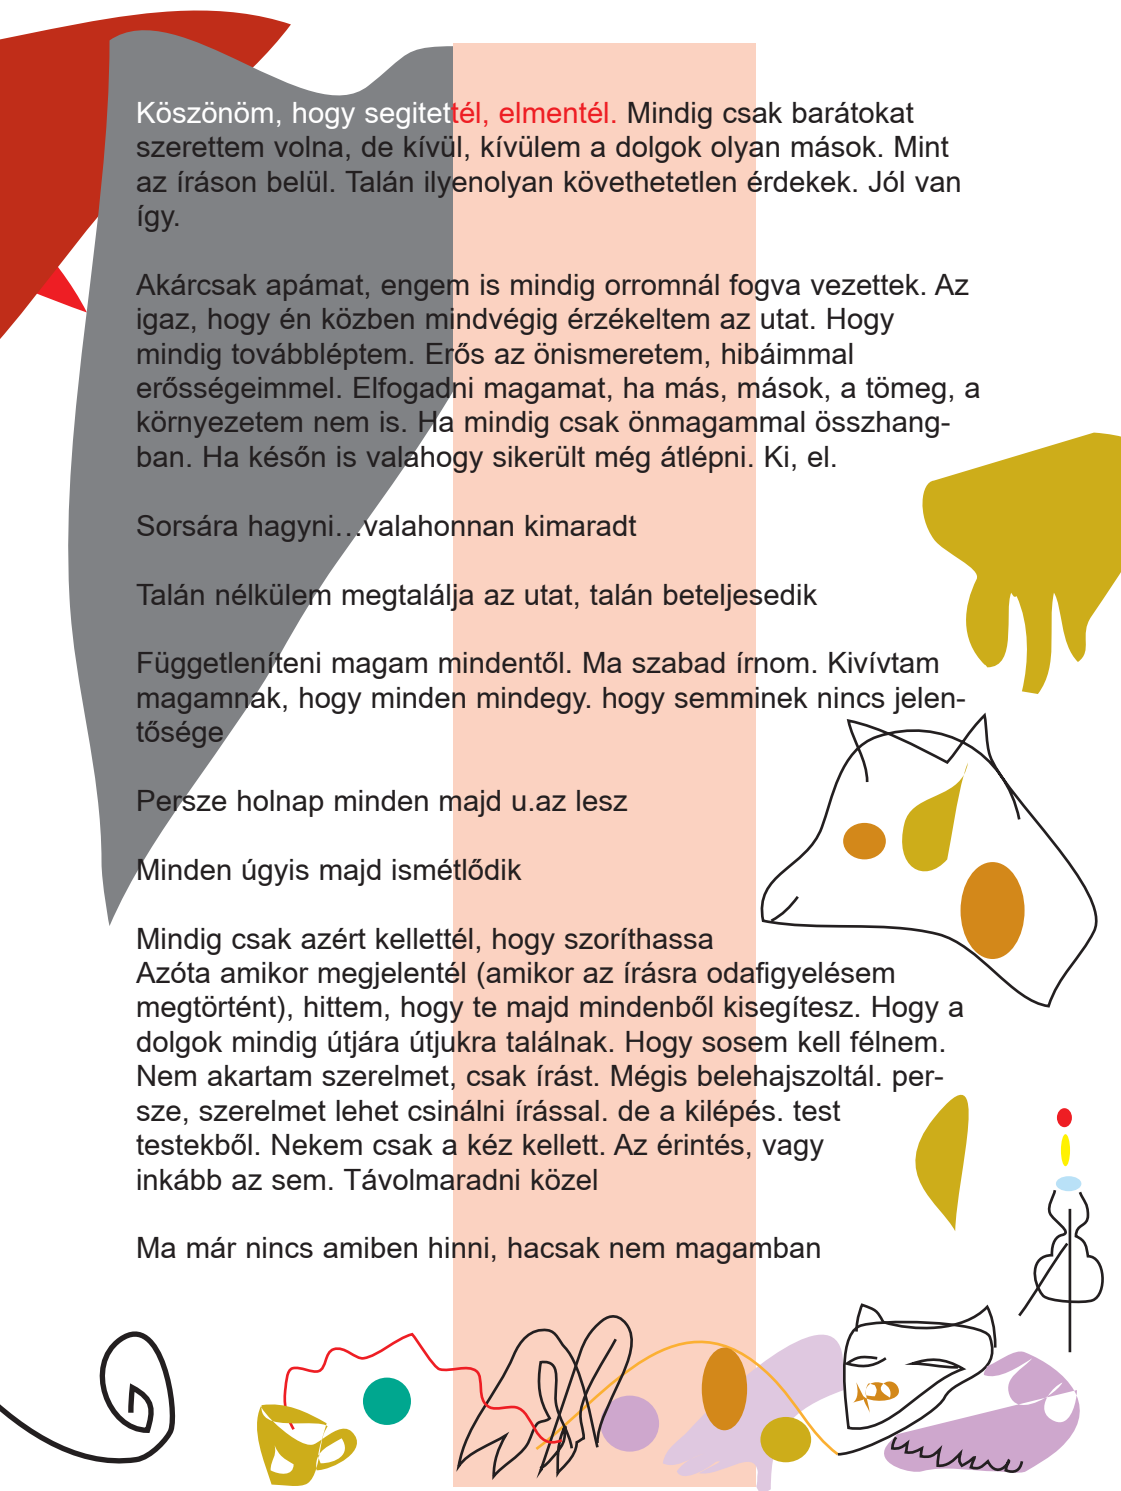 Köszönöm, hogy segitettél, elmentél. Mindig csak barátokat
szerettem volna, de kívül, kívülem a dolgok olyan mások. Mint
az íráson belül. Talán ilyenolyan követhetetlen érdekek. Jól van
így.
Akárcsak apámat, engem is mindig orromnál fogva vezettek. Az
igaz, hogy én közben mindvégig érzékeltem az utat. Hogy
mindig továbbléptem. Erős az önismeretem, hibáimmal
erősségeimmel. Elfogadni magamat, ha más, mások, a tömeg, a
környezetem nem is. Ha mindig csak önmagammal összhang-
ban. Ha későn is valahogy sikerült még átlépni. Ki, el.
Sorsára hagyni…valahonnan kimaradt
Talán nélkülem megtalálja az utat, talán beteljesedik
Függetleníteni magam mindentől. Ma szabad írnom. Kivívtam
magamnak, hogy minden mindegy. hogy semminek nincs jelen-
tősége
Persze holnap minden majd u.az lesz
Minden úgyis majd ismétlődik
Mindig csak azért kellettél, hogy szoríthassa
Azóta amikor megjelentél (amikor az írásra odafigyelésem
megtörtént), hittem, hogy te majd mindenből kisegítesz. Hogy a
dolgok mindig útjára útjukra találnak. Hogy sosem kell félnem.
Nem akartam szerelmet, csak írást. Mégis belehajszoltál. per-
sze, szerelmet lehet csinálni írással. de a kilépés. test
testekből. Nekem csak a kéz kellett. Az érintés, vagy
inkább az sem. Távolmaradni közel
Ma már nincs amiben hinni, hacsak nem magamban